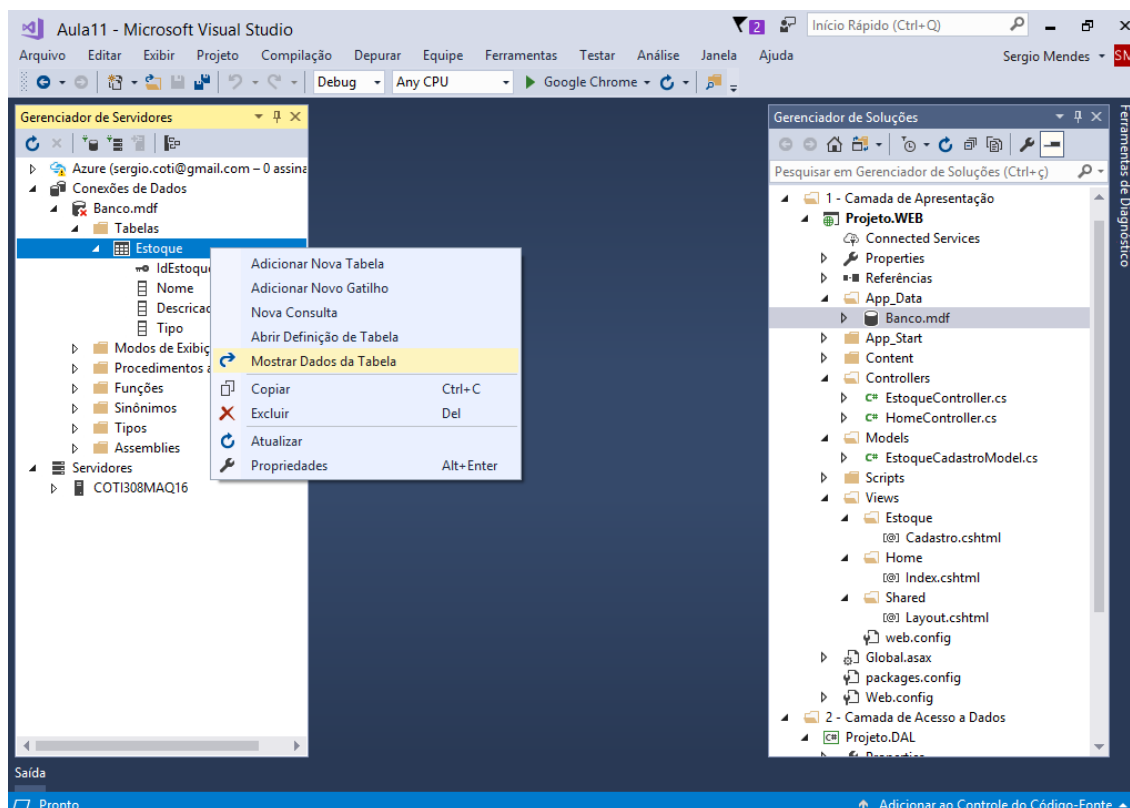 Aula11 - Microsoft Visual Studio
2
Início Rápido (Ctrl+Q)
Arquivo Editar Exibir Projeto Compilação Depurar Equipe Ferramentas Testar Análise Janela Ajuda
Sergio Mendes SM
Debug Any CPU Google Chrome
Gerenciador de Servidores
Azure (sergio.coti@gmail.com – 0 assina
Conexões de Dados
Banco.mdf
Tabelas
Estoque
IdEstoqu
Nome
Descricao
Tipo
Modos de Exibiç
Procedimentos a
Funções
Sinônimos
Tipos
Assemblies
Servidores
COTI308MAQ16
Adicionar Nova Tabela
Adicionar Novo Gatilho
Nova Consulta
Abrir Definição de Tabela
Mostrar Dados da Tabela
Copiar Ctrl+C
Excluir Del
Atualizar
Propriedades Alt+Enter
Gerenciador de Soluções
Pesquisar em Gerenciador de Soluções (Ctrl+ç)
1 - Camada de Apresentação
Projeto.WEB
Connected Services
Properties
Referências
App_Data
Banco.mdf
App_Start
Content
Controllers
C# EstoqueController.cs
C# HomeController.cs
Models
C# EstoqueCadastroModel.cs
Scripts
Views
Estoque
[@] Cadastro.cshtml
Home
[@] Index.cshtml
Shared
[@] Layout.cshtml
web.config
Global.asax
packages.config
Web.config
2 - Camada de Acesso a Dados
C# Projeto.DAL
Properties
Ferramentas de Diagnóstico
Saída
Pronto
Adicionar ao Controle do Código-Fonte